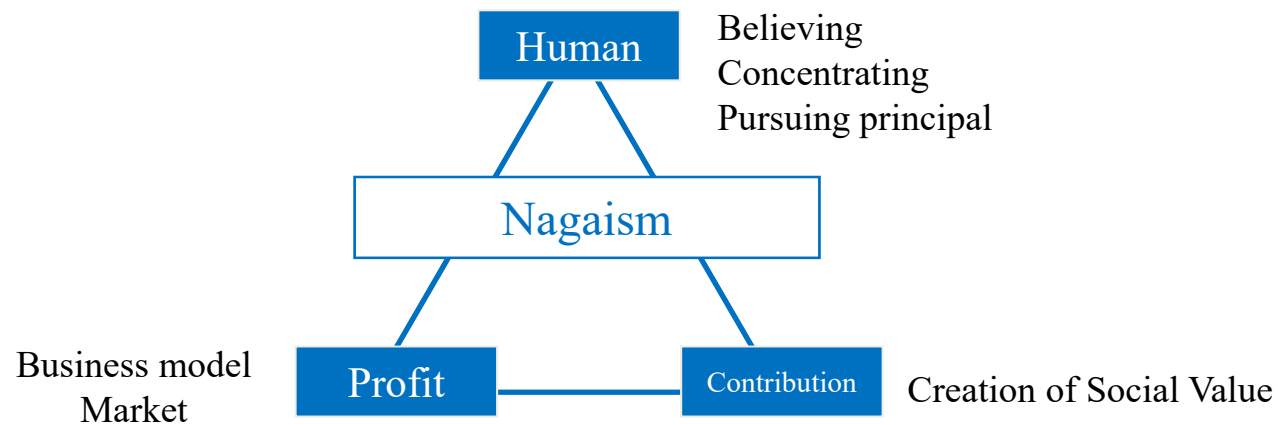 Human
Believing
Concentrating
Pursuing principal
Nagaism
Business model
Market
Profit
Contribution
Creation of Social Value